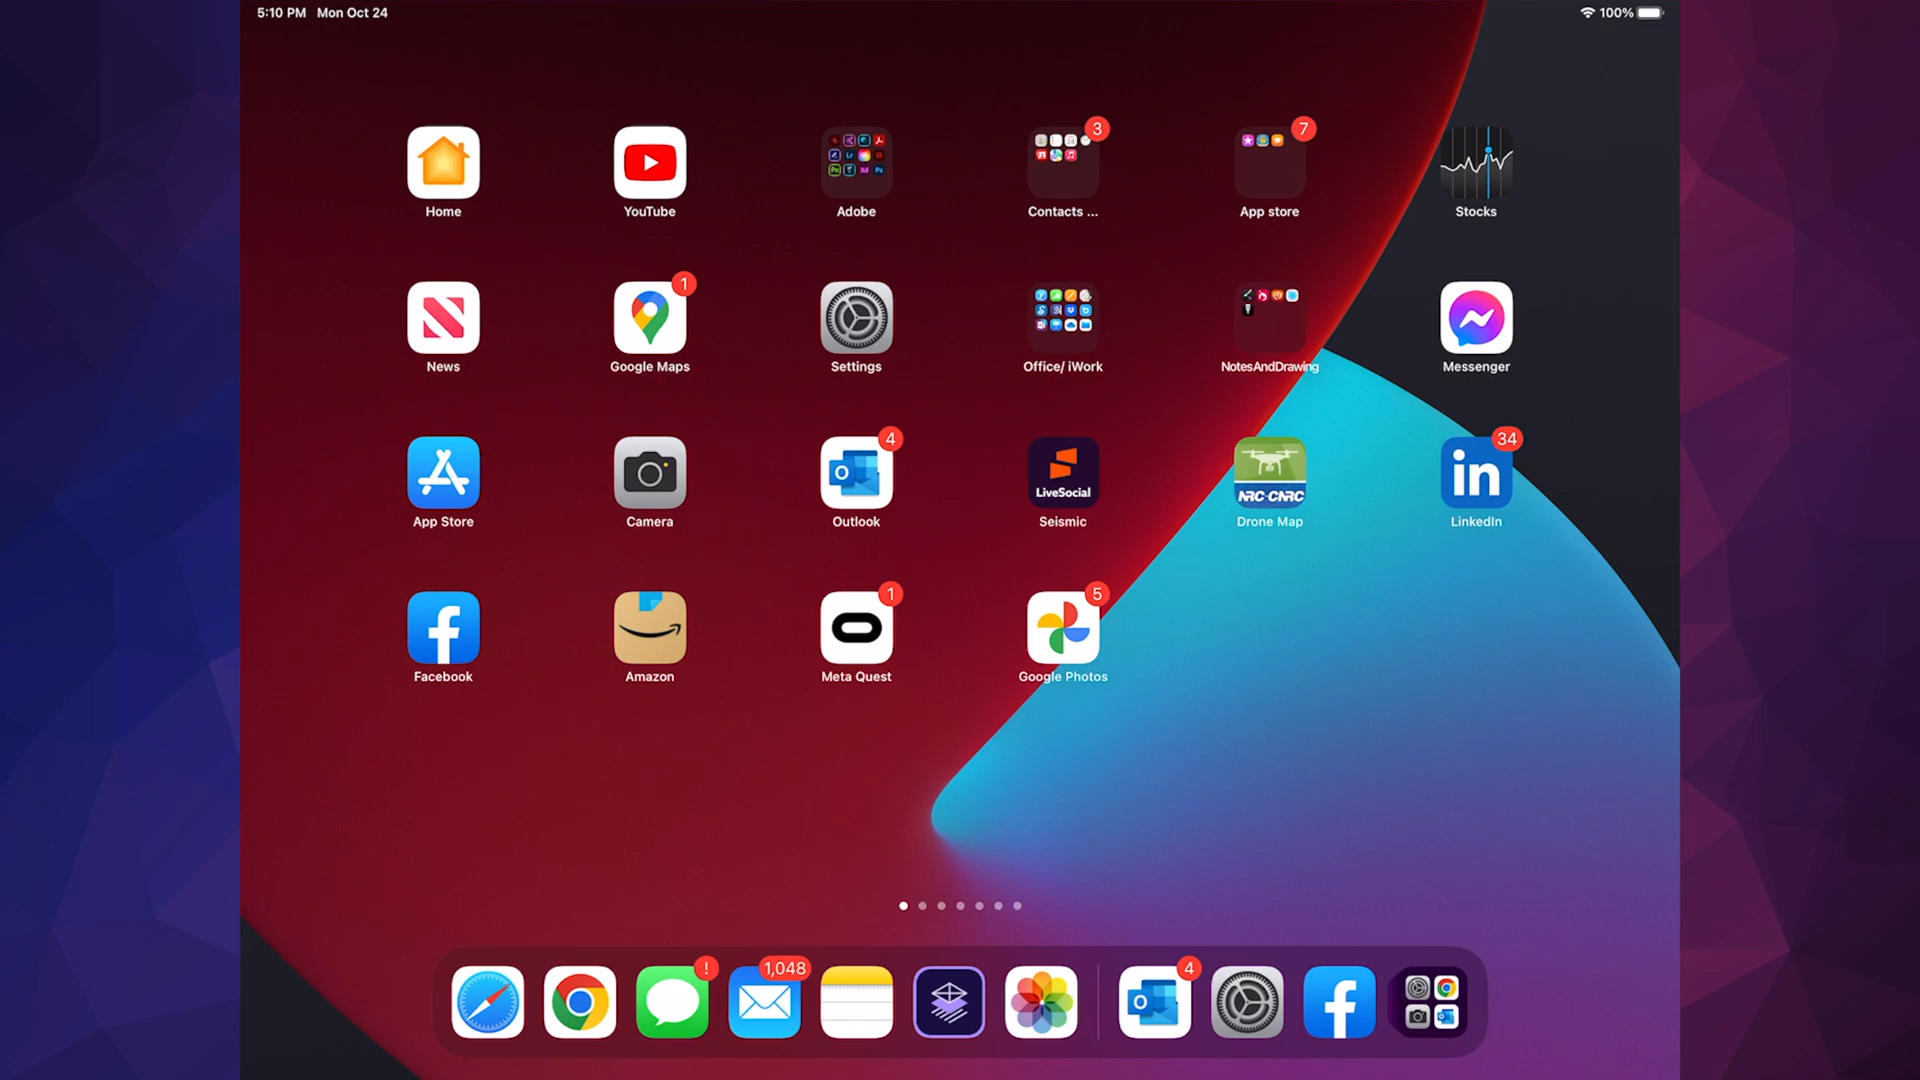 5:10 PM Mon Oct 24
100%
3
7
Home
YouTube
Adobe
Contacts ...
App store
Stocks
1
News
Google Maps
Settings
Office/ iWork
NotesAndDrawing
Messenger
4
34
LiveSocial
NRC·CNRC
in
App Store
Camera
Outlook
Seismic
Drone Map
LinkedIn
1
5
Facebook
Amazon
Meta Quest
Google Photos
!
1,048
4